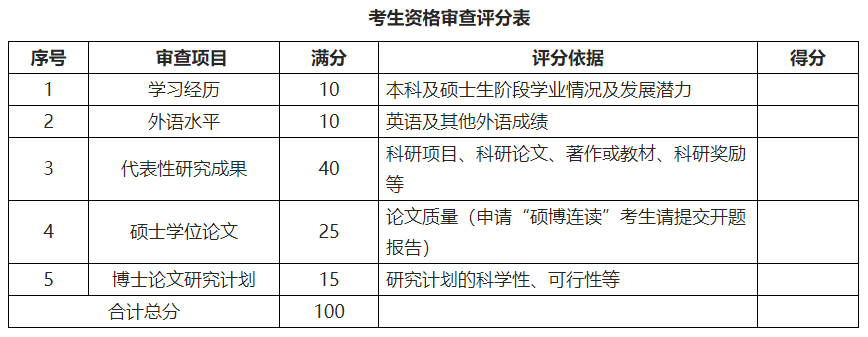 考生资格审查评分表
序号 审查项目 满分 评分依据 得分
1 学习经历 10 本科及硕士生阶段学业情况及发展潜力
2 外语水平 10 英语及其他外语成绩
3 代表性研究成果 40 科研项目、科研论文、著作或教材、科研奖励
等
4 硕士学位论文 25 论文质量（申请“硕博连读”考生请提交开题
报告）
5 博士论文研究计划 15 研究计划的科学性、可行性等
合计总分 100